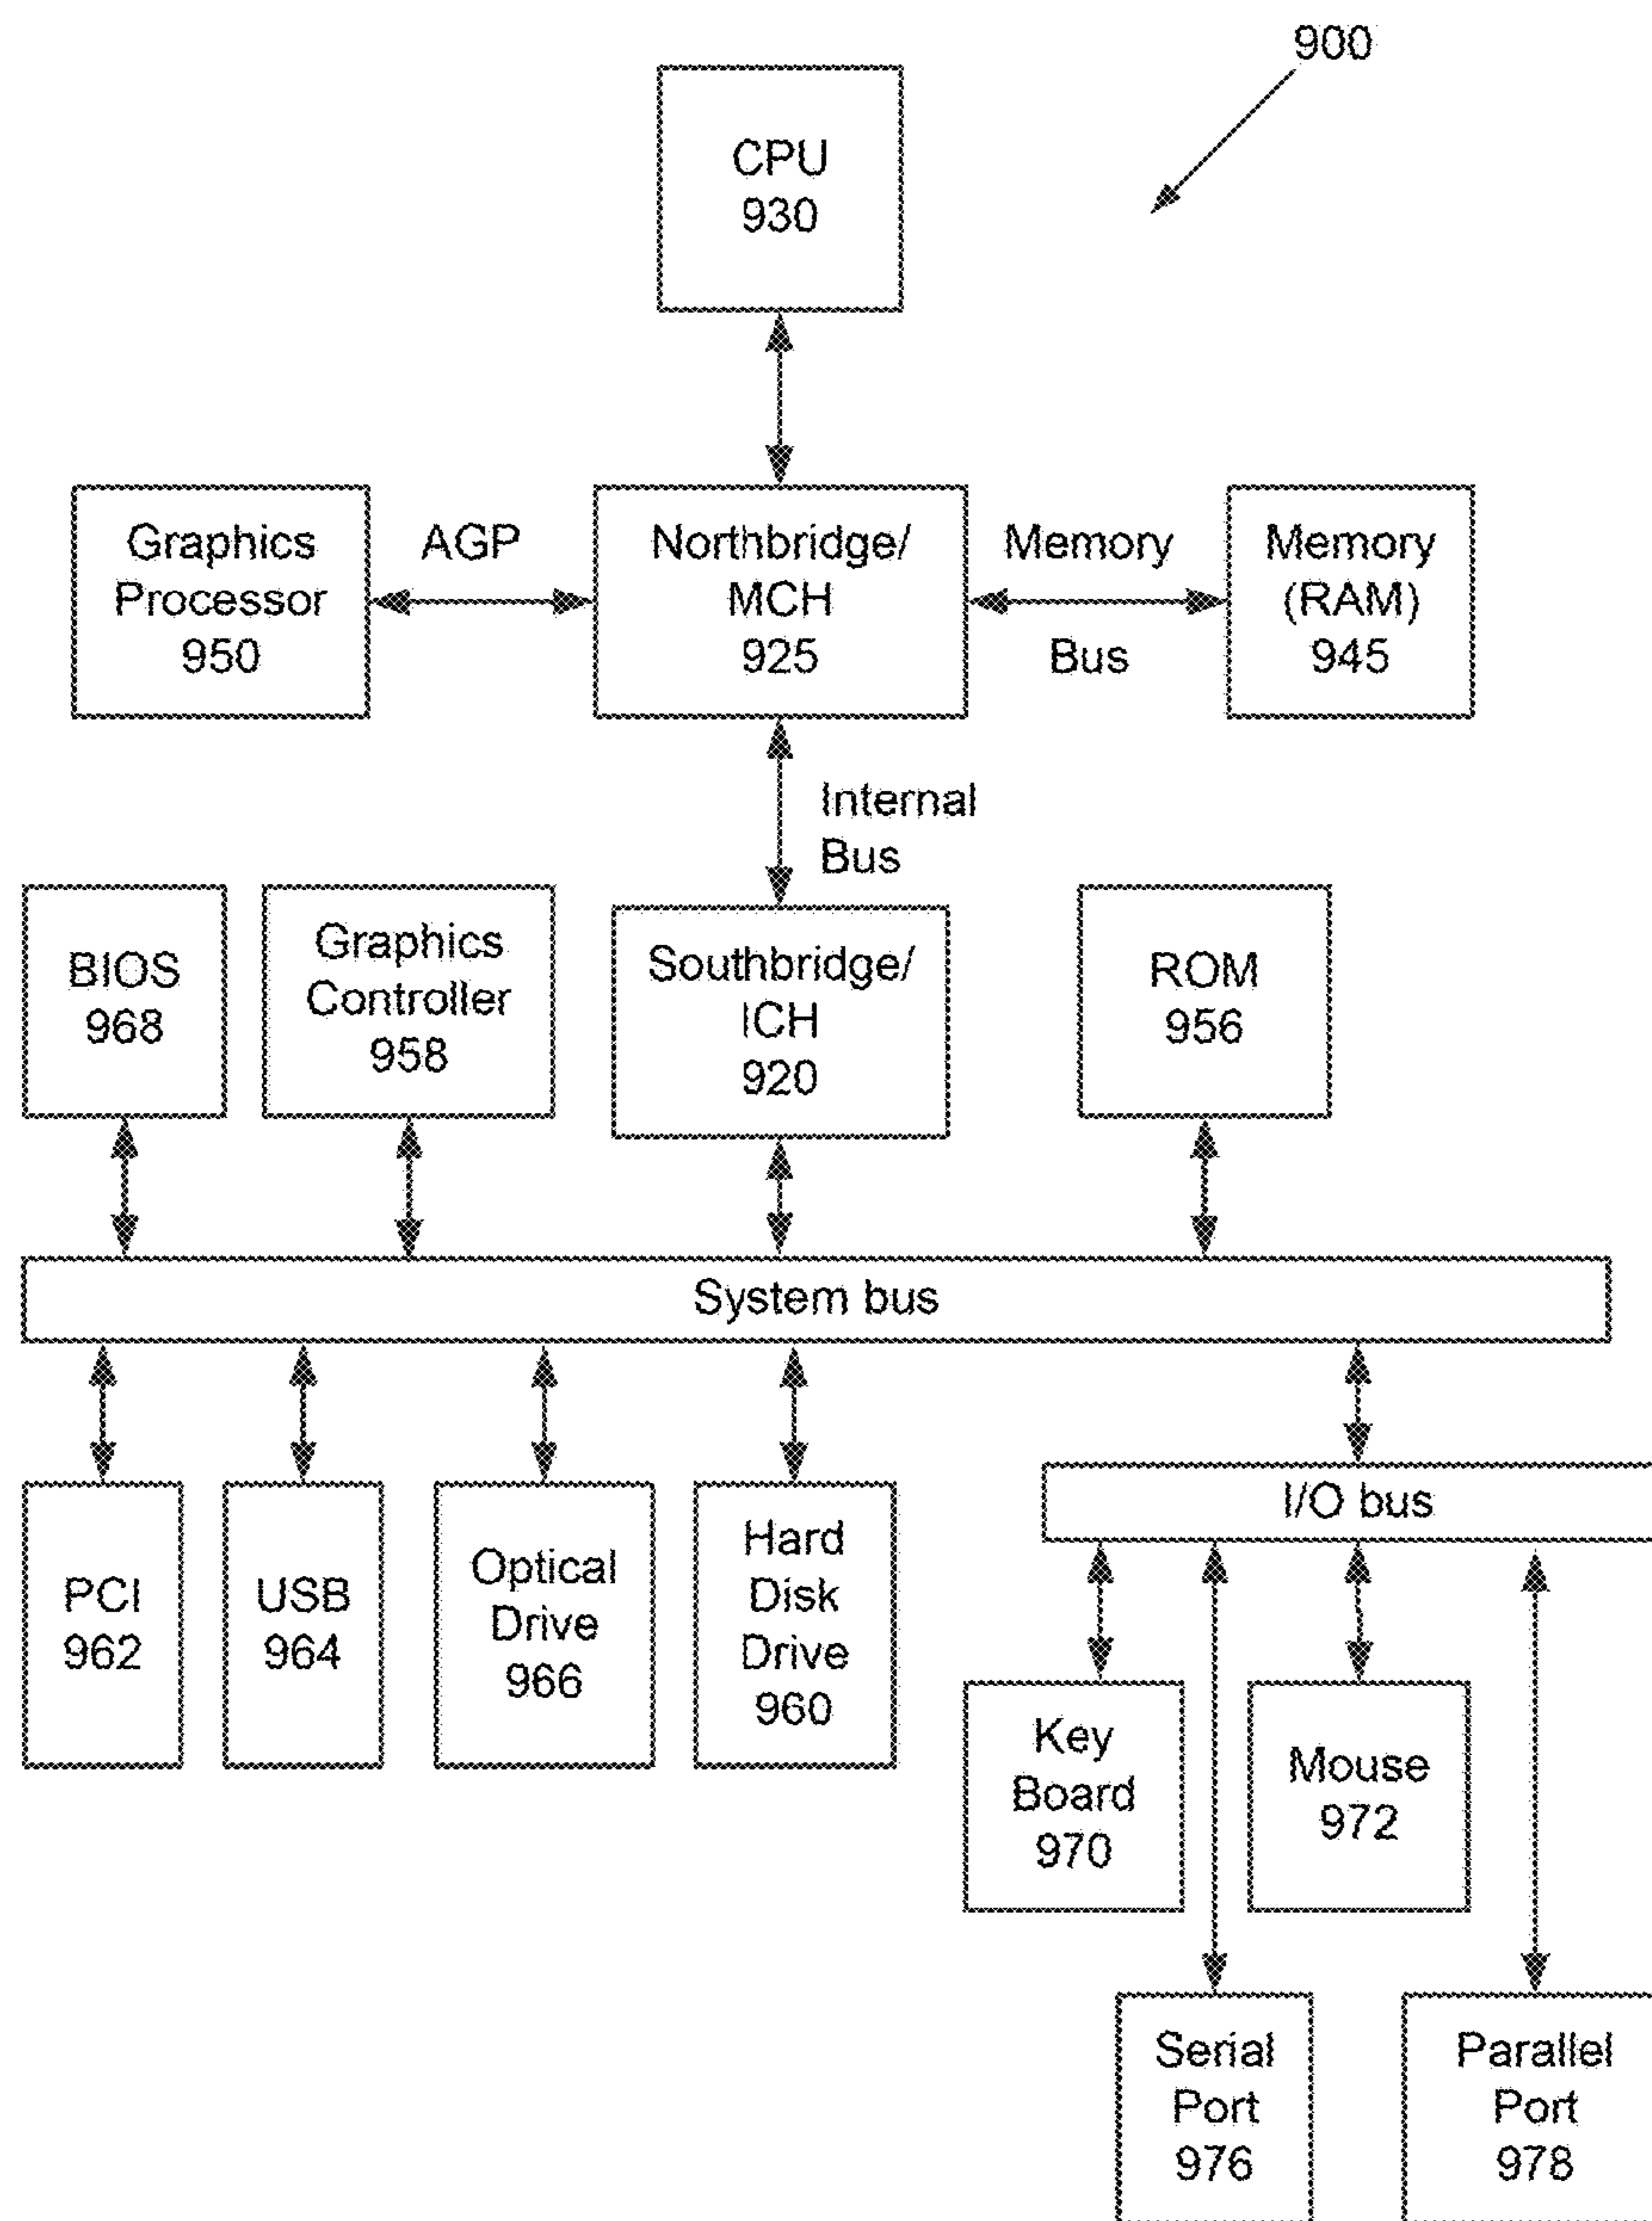 900
CPU
930
Graphics
Processor
950
AGP
Northbridge/
MCH
925
Memory
Bus
Memory
(RAM)
945
Internal
Bus
BIOS
968
Graphics
Controller
958
Southbridge/
ICH
920
ROM
956
System bus
PCI
962
USB
964
Optical
Drive
966
Hard
Disk
Drive
960
I/O bus
Key
Board
970
Mouse
972
Serial
Port
976
Parallel
Port
978